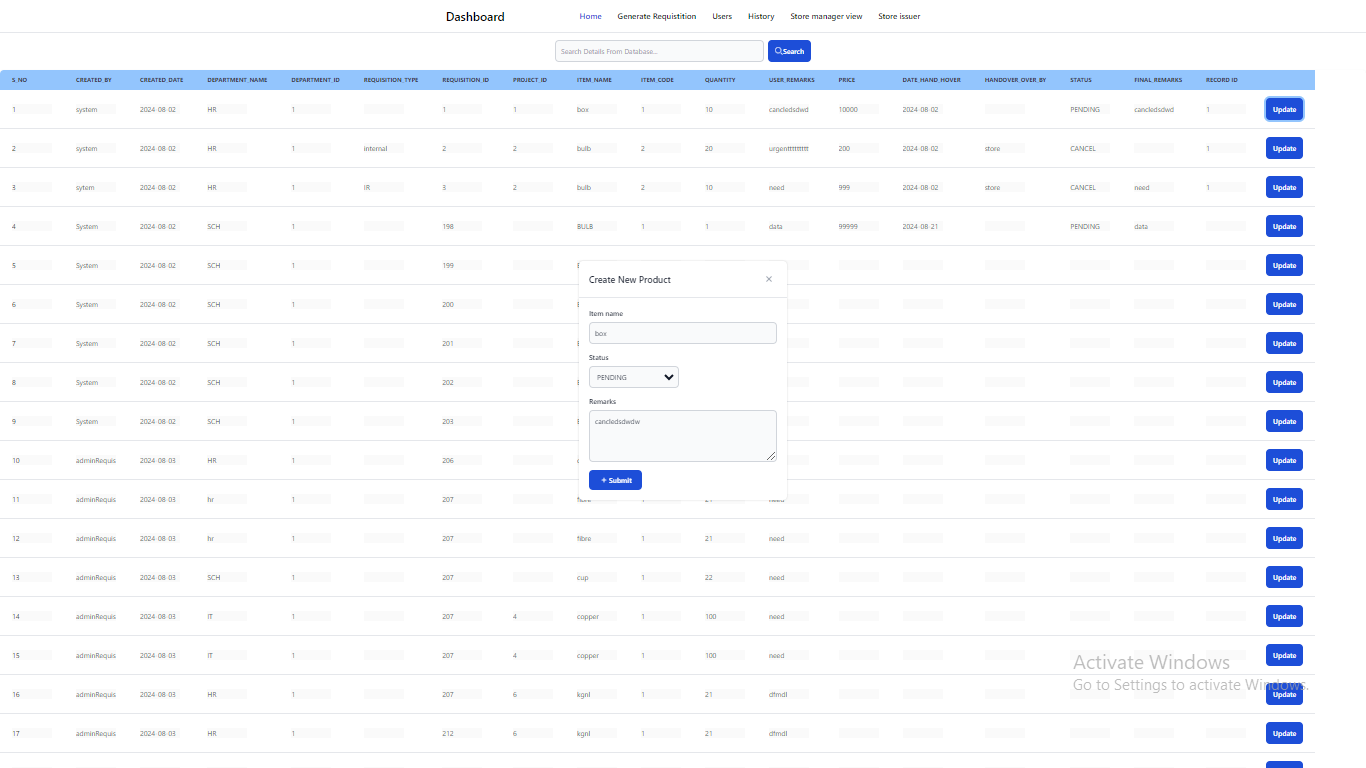 Dashboard Home Generate Requistition Users History Store manager view Store issuer
Search Details From Database... Search
S_NO CREATED_BY CREATED_DATE DEPARTMENT_NAME DEPARTMENT_ID REQUISITION_TYPE REQUISITION_ID PROJECT_ID ITEM_NAME ITEM_CODE QUANTITY USER_REMARKS PRICE DATE_HAND_HOVER HANDOVER_OVER_BY STATUS FINAL_REMARKS RECORD ID
1 system 2024-08-02 HR 1 1 1 box 1 10 cancledsdwd 10000 2024-08-02 PENDING cancledsdwd 1 Update
2 system 2024-08-02 HR 1 internal 2 2 bulb 2 20 urgentttttttt 200 2024-08-02 store CANCEL 1 Update
3 sytem 2024-08-02 HR 1 IR 3 2 bulb 2 10 need 999 2024-08-02 store CANCEL need 1 Update
4 System 2024-08-02 SCH 1 198 BULB 1 1 data 99999 2024-08-21 PENDING data Update
5 System 2024-08-02 SCH 1 199 Update
6 System 2024-08-02 SCH 1 200 Update
7 System 2024-08-02 SCH 1 201 Update
8 System 2024-08-02 SCH 1 202 Update
9 System 2024-08-02 SCH 1 203 Update
10 adminRequis 2024-08-03 HR 1 206 Update
11 adminRequis 2024-08-03 hr 1 207 Update
12 adminRequis 2024-08-03 hr 1 207 fibre 1 21 need Update
13 adminRequis 2024-08-03 SCH 1 207 cup 1 22 need Update
14 adminRequis 2024-08-03 IT 1 207 4 copper 1 100 need Update
15 adminRequis 2024-08-03 IT 1 207 4 copper 1 100 need Update
16 adminRequis 2024-08-03 HR 1 207 6 kgnl 1 21 dfmdl Update
17 adminRequis 2024-08-03 HR 1 212 6 kgnl 1 21 dfmdl Update
Create New Product ×
Item name
box
Status
PENDING
Remarks
cancledsdwdw
+ Submit
Activate Windows
Go to Settings to activate Windows.